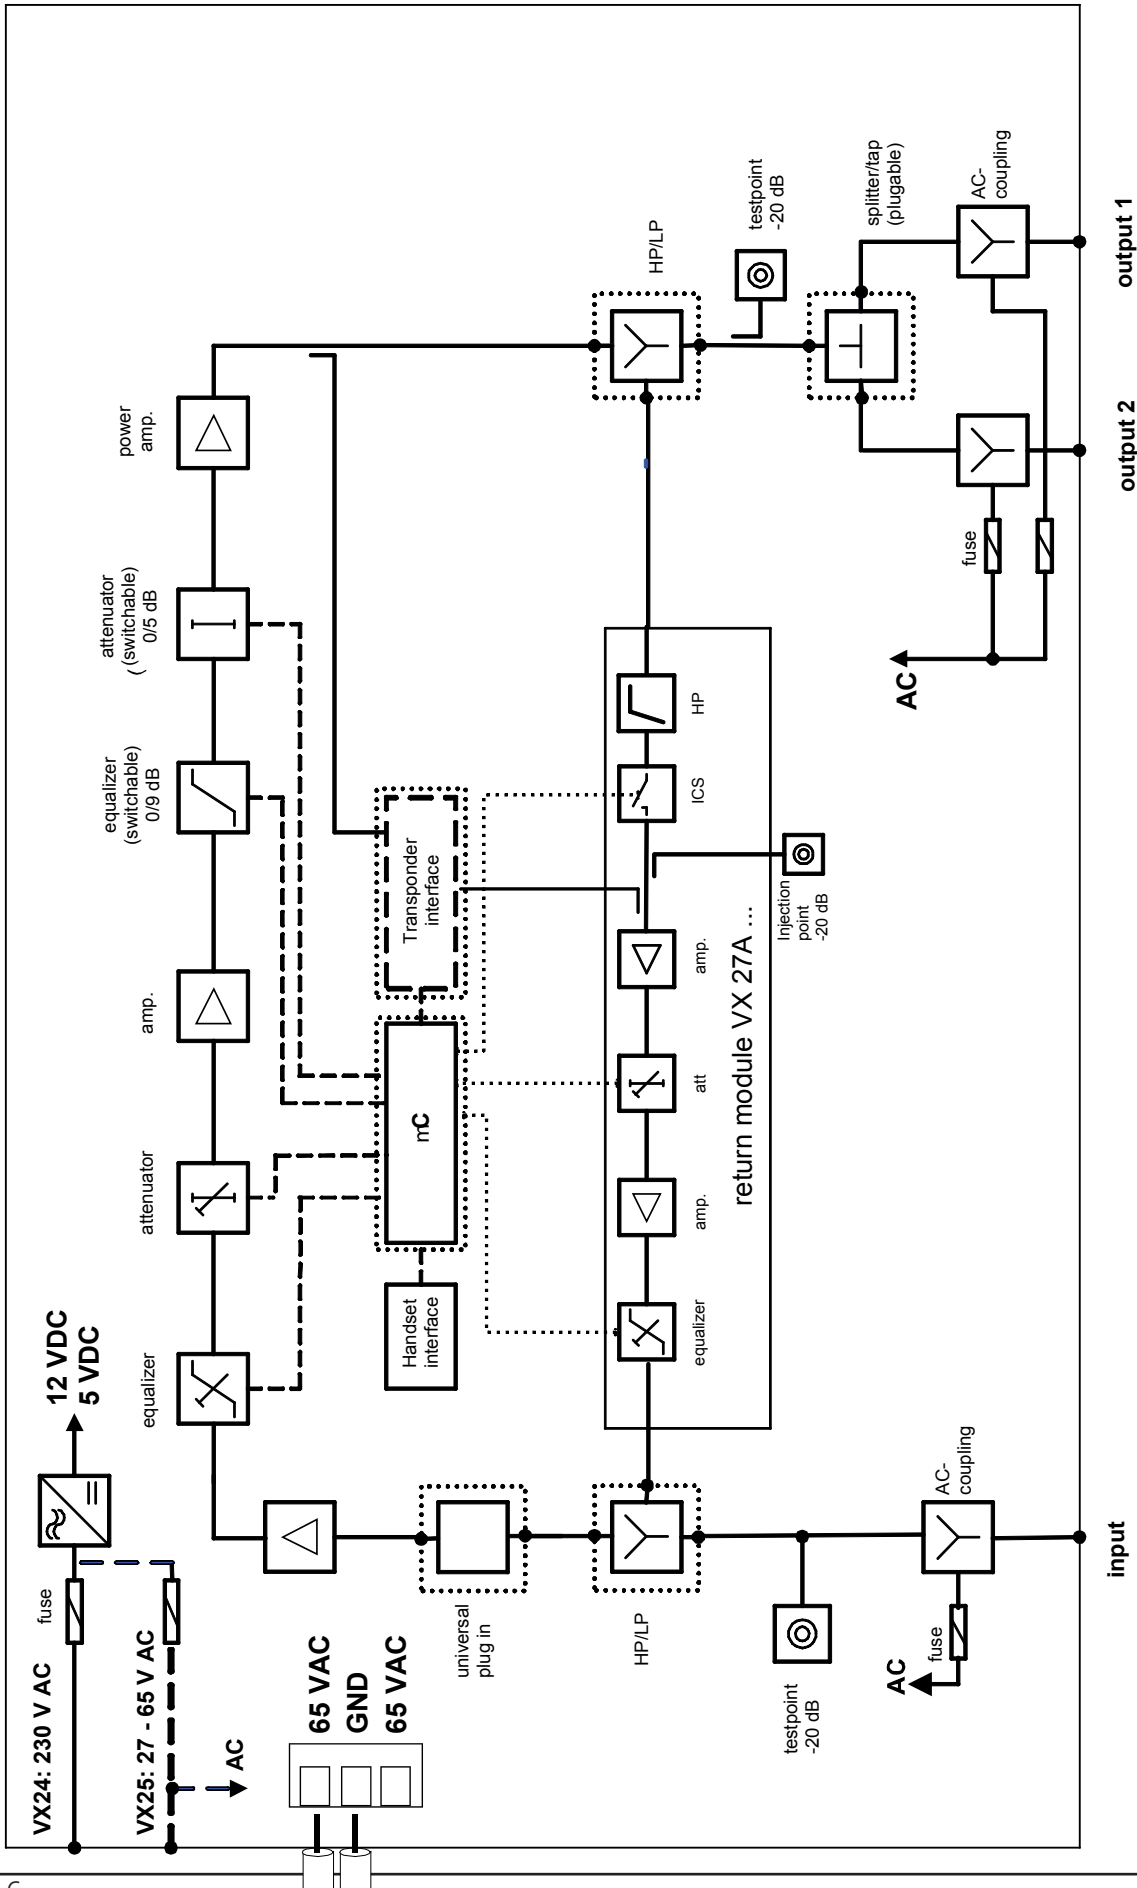 VX24: 230 V AC
fuse
12 VDC
5 VDC
VX25: 27 - 65 V AC
AC
65 VAC
GND
65 VAC
equalizer
attenuator
amp.
equalizer
(switchable)
0/9 dB
attenuator
(switchable)
(
0/5 dB
power
amp.
universal
plug in
Handset
interface
mC
Transponder
interface
HP/LP
equalizer
amp.
att
amp.
ICS
HP
return module VX 27A ...
Injection
point
-20 dB
HP/LP
testpoint
-20 dB
testpoint
-20 dB
splitter/tap
(plugable)
AC
fuse
AC-
coupling
AC
fuse
AC-
coupling
input
output 2
output 1